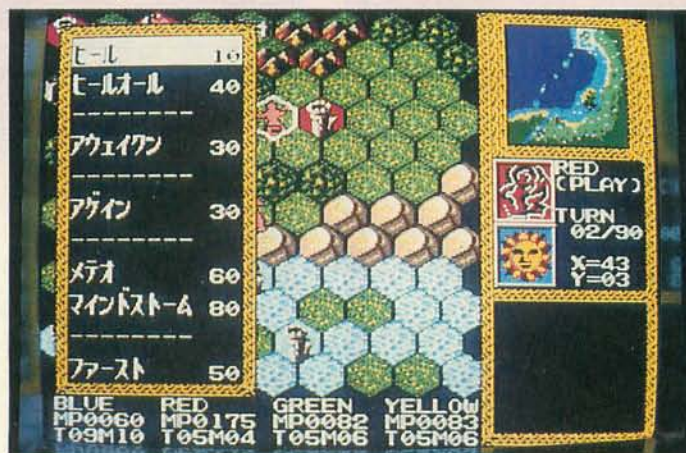 ヒール 10
ヒールオール 40
--------
アウェイクン 30
--------
アゲイン 30
--------
メテオ 60
マインドストーム 80
--------
ファースト 50
RED
(PLAY)
TURN
02/90
X=43
Y=03
BLUE RED GREEN YELLOW
MP0060 MP0175 MP0082 MP0083
T09M10 T05M04 T05M06 T05M06